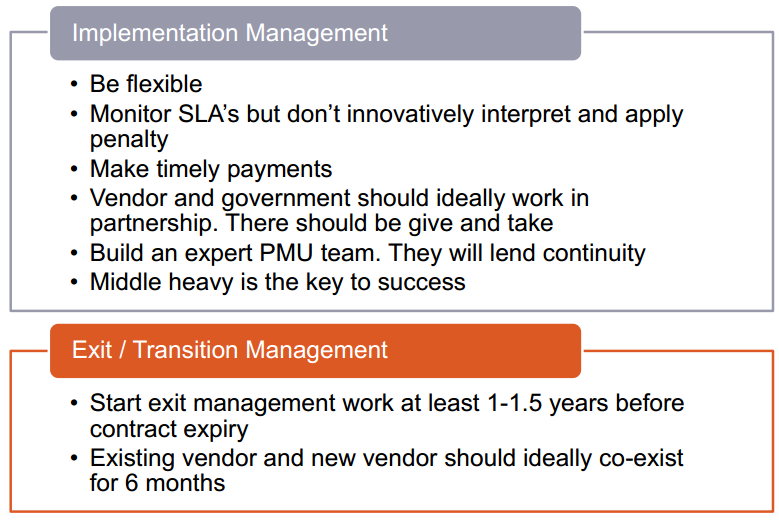 Implementation Management
• Be flexible
• Monitor SLA’s but don’t innovatively interpret and apply
penalty
• Make timely payments
• Vendor and government should ideally work in
partnership. There should be give and take
• Build an expert PMU team. They will lend continuity
• Middle heavy is the key to success
Exit / Transition Management
• Start exit management work at least 1-1.5 years before
contract expiry
• Existing vendor and new vendor should ideally co-exist
for 6 months